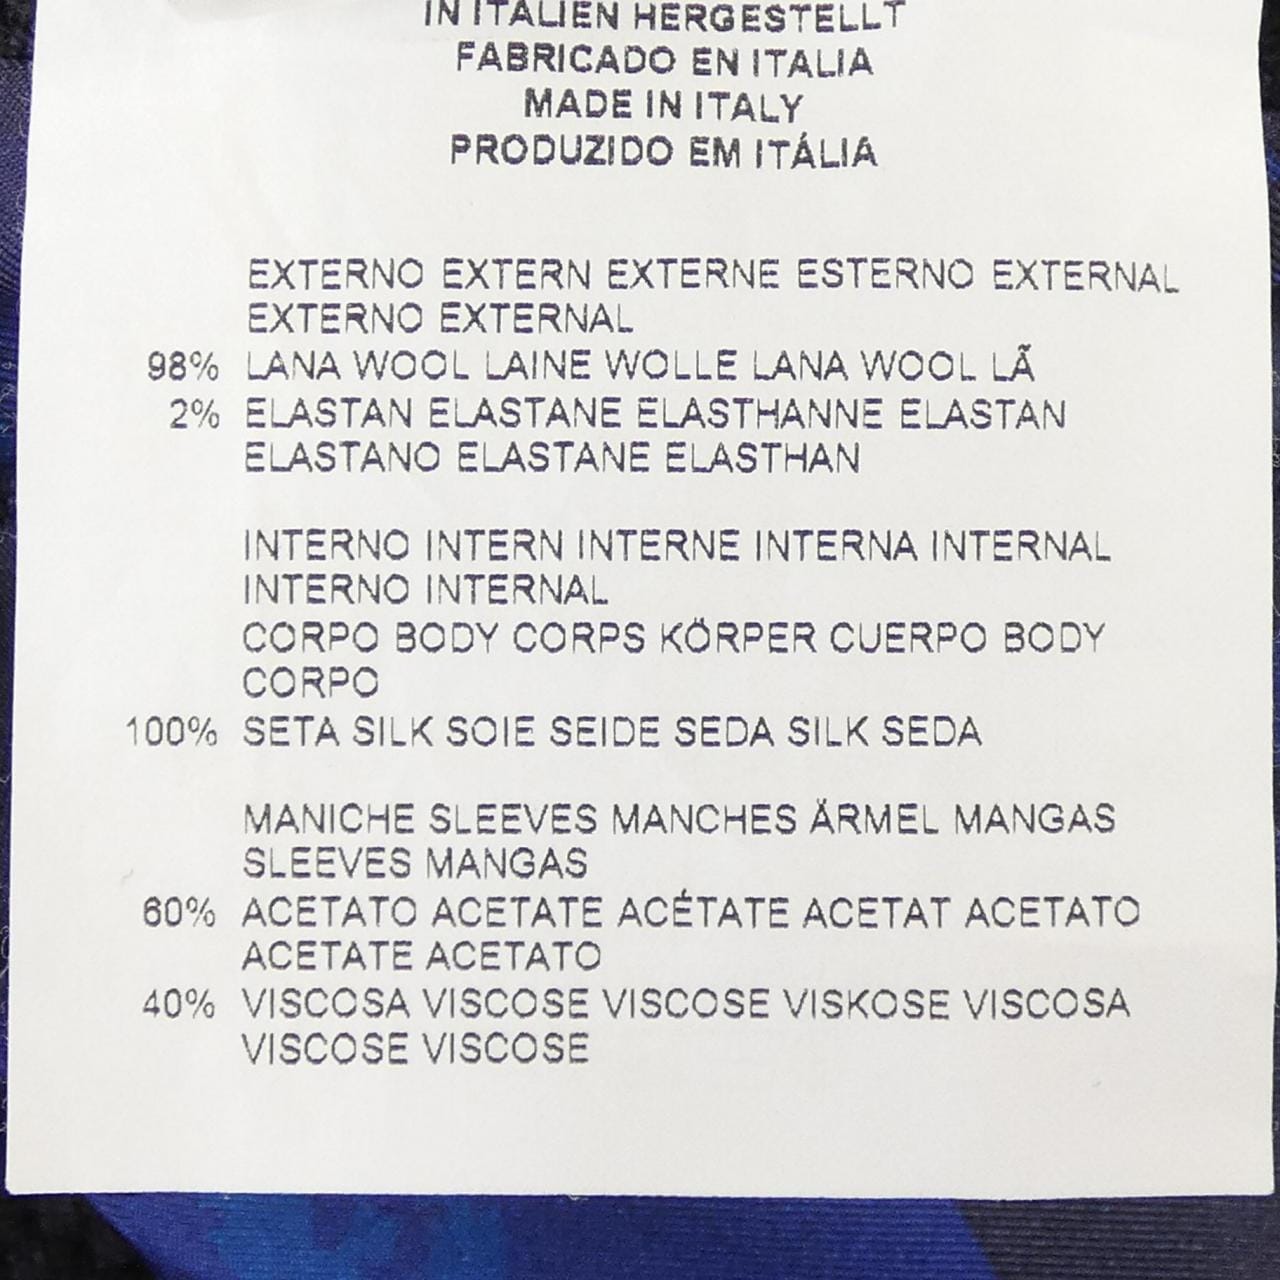 IN ITALIEN HERGESTELLT
FABRICADO EN ITALIA
MADE IN ITALY
PRODUZIDO EM ITÁLIA
EXTERNO EXTERN EXTERNE ESTERNO EXTERNAL
EXTERNO EXTERNAL
98% LANA WOOL LAINE WOLLE LANA WOOL LÃ
2% ELASTAN ELASTANE ELASTHANNE ELASTAN
ELASTANO ELASTANE ELASTHAN
INTERNO INTERN INTERNE INTERNA INTERNAL
INTERNO INTERNAL
CORPO BODY CORPS KÖRPER CUERPO BODY
CORPO
100% SETA SILK SOIE SEIDE SEDA SILK SEDA
MANICHE SLEEVES MANCHES ÄRMEL MANGAS
SLEEVES MANGAS
60% ACETATO ACETATE ACÉTATE ACETAT ACETATO
ACETATE ACETATO
40% VISCOSA VISCOSE VISCOSE VISKOSE VISCOSA
VISCOSE VISCOSE